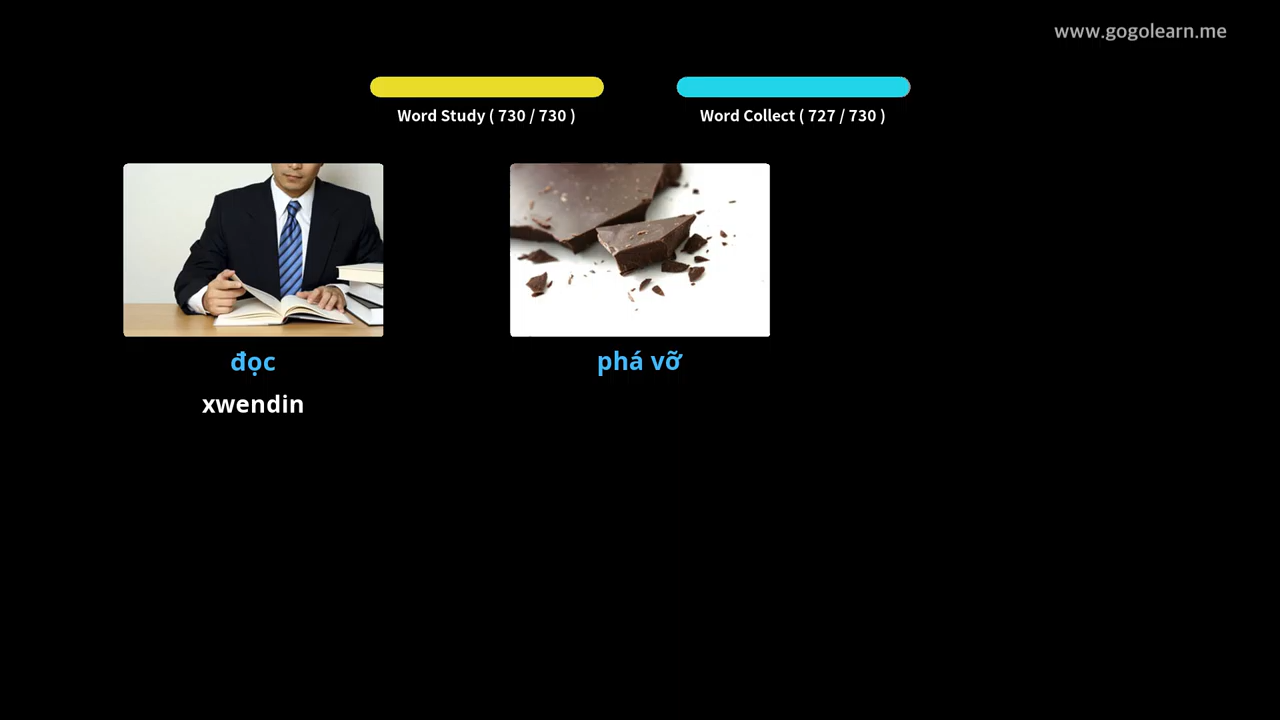 www.gogolearn.me
Word Study ( 730 / 730 )
Word Collect ( 727 / 730 )
đọc
phá vỡ
xwendin